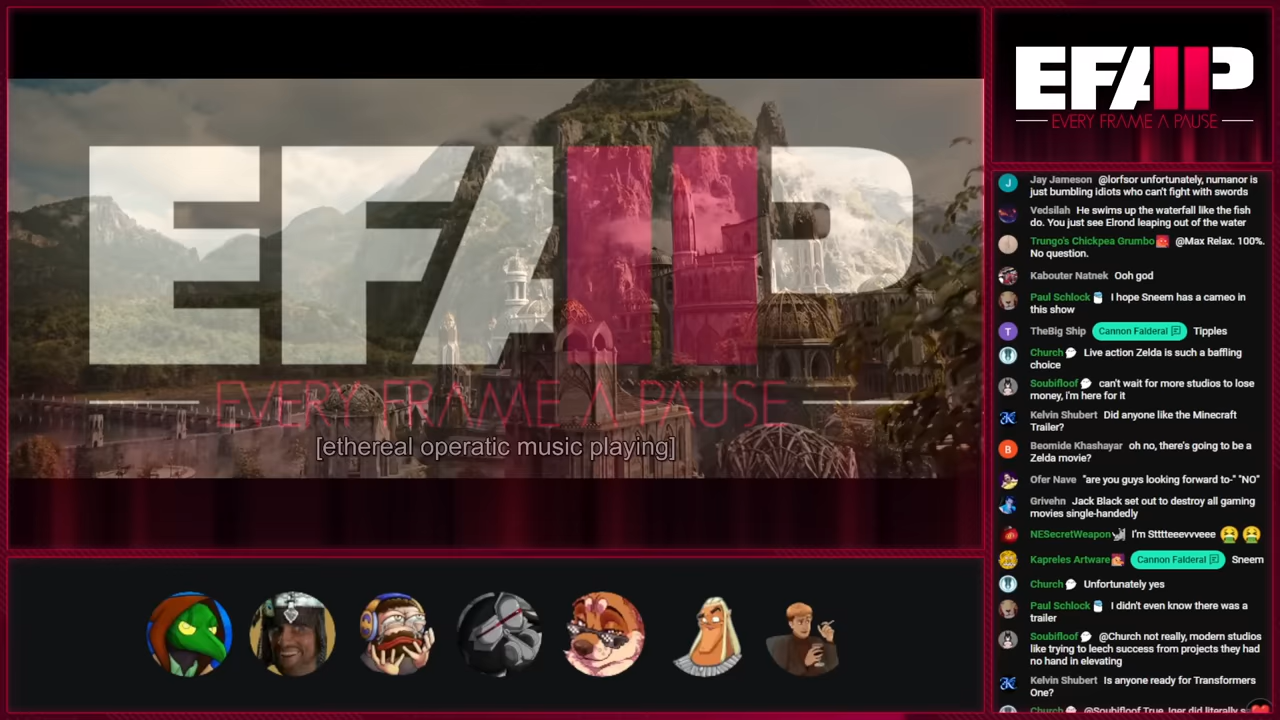 EFAP
EVERY FRAME A PAUSE
[ethereal operatic music playing]
EFAP
EVERY FRAME A PAUSE
Jay Jameson @lorfsor unfortunately, numanor is
just bumbling idiots who can't fight with swords
Vedsilah He swims up the waterfall like the fish
do. You just see Elrond leaping out of the water
Trungo's Chickpea Grumbo @Max Relax. 100%.
No question.
Kabouter Natnek Ooh god
Paul Schlock I hope Sneem has a cameo in
this show
T TheBig Ship Cannon Falderal Tipples
Church Live action Zelda is such a baffling
choice
Soubifloof can't wait for more studios to lose
money, i'm here for it
Kelvin Shubert Did anyone like the Minecraft
Trailer?
B Beomide Khashayar oh no, there's going to be a
Zelda movie?
Ofer Nave "are you guys looking forward to-" "NO"
Grivehn Jack Black set out to destroy all gaming
movies single-handedly
NESecretWeapon I'm Stttteeevvveee
Kapreles Artware Cannon Falderal Sneem
Church Unfortunately yes
Paul Schlock I didn't even know there was a
trailer
Soubifloof @Church not really, modern studios
like trying to leech success from projects they had
no hand in elevating
Kelvin Shubert Is anyone ready for Transformers
One?
Church @Soubifloof True, Iger did literally